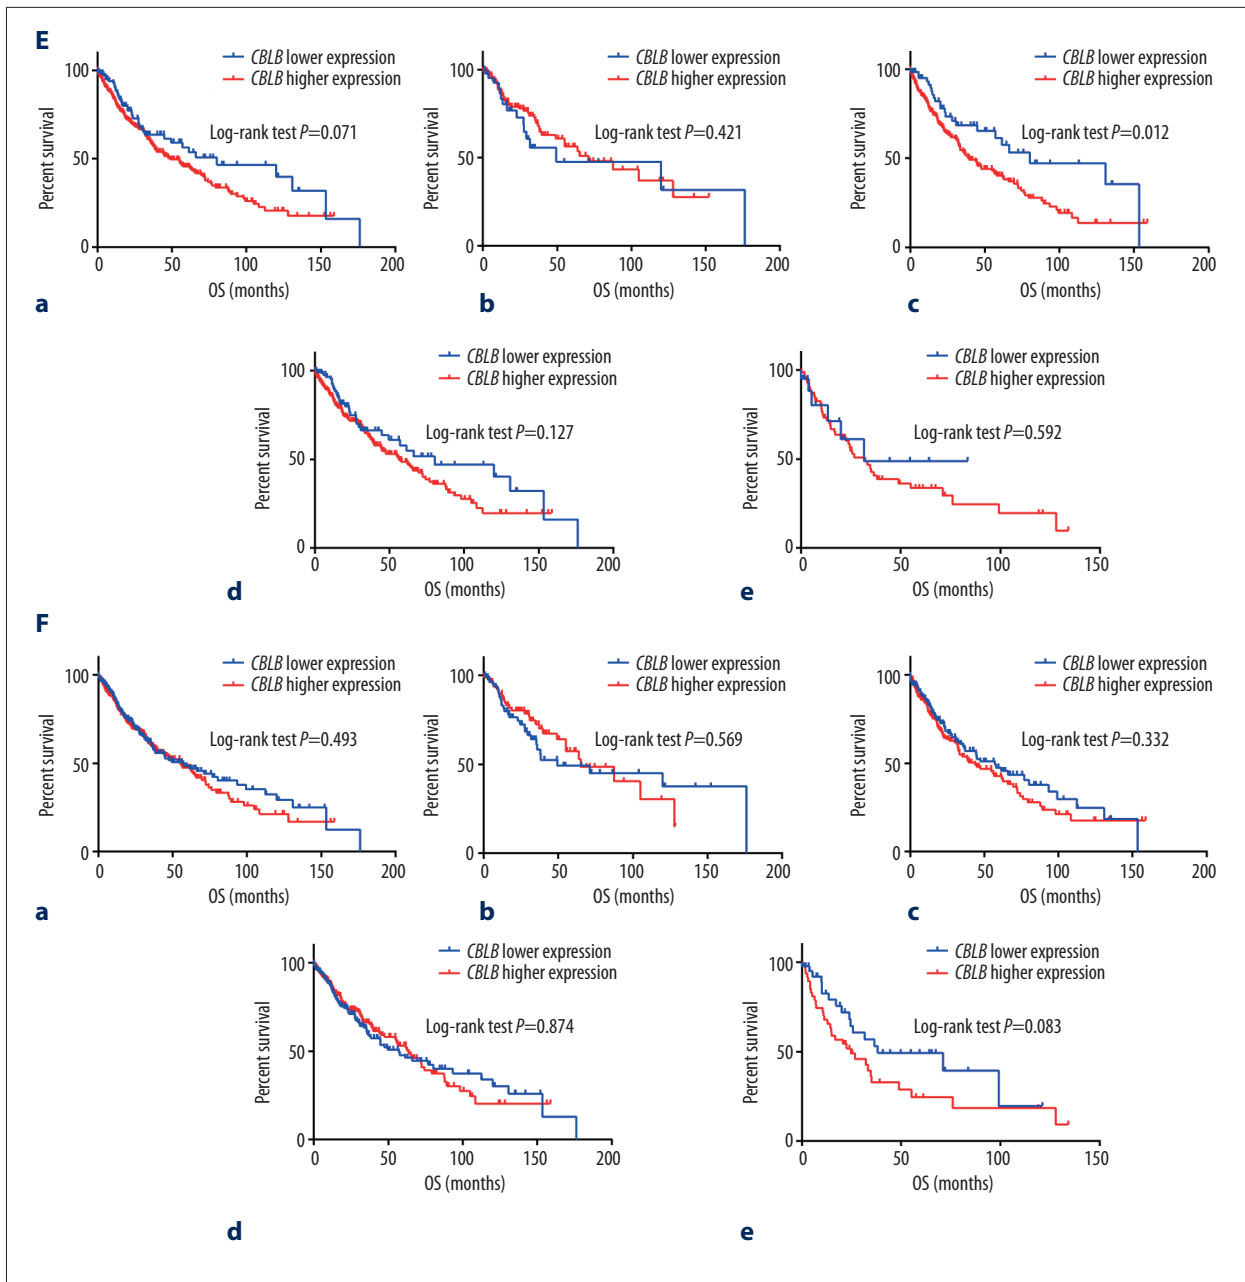 E
CBLB lower expression
CBLB higher expression
Log-rank test P=0.071
Percent survival
100
50
0
0 50 100 150 200
OS (months)
a
CBLB lower expression
CBLB higher expression
Log-rank test P=0.421
Percent survival
100
50
0
0 50 100 150 200
OS (months)
b
CBLB lower expression
CBLB higher expression
Log-rank test P=0.012
Percent survival
100
50
0
0 50 100 150 200
OS (months)
c
CBLB lower expression
CBLB higher expression
Log-rank test P=0.127
Percent survival
100
50
0
0 50 100 150 200
OS (months)
d
CBLB lower expression
CBLB higher expression
Log-rank test P=0.592
Percent survival
100
50
0
0 50 100 150
OS (months)
e
F
CBLB lower expression
CBLB higher expression
Log-rank test P=0.493
Percent survival
100
50
0
0 50 100 150 200
OS (months)
a
CBLB lower expression
CBLB higher expression
Log-rank test P=0.569
Percent survival
100
50
0
0 50 100 150 200
OS (months)
b
CBLB lower expression
CBLB higher expression
Log-rank test P=0.332
Percent survival
100
50
0
0 50 100 150 200
OS (months)
c
CBLB lower expression
CBLB higher expression
Log-rank test P=0.874
Percent survival
100
50
0
0 50 100 150 200
OS (months)
d
CBLB lower expression
CBLB higher expression
Log-rank test P=0.083
Percent survival
100
50
0
0 50 100 150
OS (months)
e